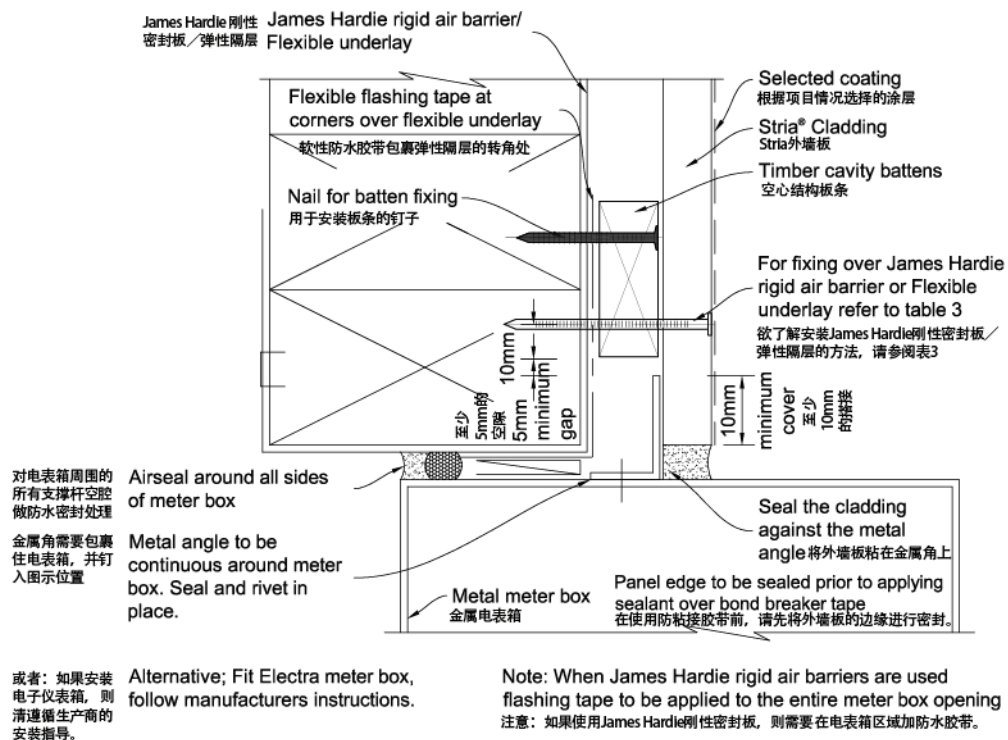 James Hardie 刚性
密封板／弹性隔层
James Hardie rigid air barrier/
Flexible underlay
Flexible flashing tape at
corners over flexible underlay
软性防水胶带包裹弹性隔层的转角处
Nail for batten fixing
用于安装板条的钉子
Selected coating
根据项目情况选择的涂层
Stria® Cladding
Stria外墙板
Timber cavity battens
空心结构板条
For fixing over James Hardie
rigid air barrier or Flexible
underlay refer to table 3
欲了解安装James Hardie刚性密封板／
弹性隔层的方法，请参阅表3
10mm
至少
5mm的
空隙
5mm
minimum
gap
10mm
minimum
cover
至少
10mm
的搭接
对电表箱周围的
所有支撑杆空腔
做防水密封处理
Airseal around all sides
of meter box
金属角需要包裹
住电表箱，并钉
入图示位置
Metal angle to be
continuous around meter
box. Seal and rivet in
place.
Seal the cladding
against the metal
angle 将外墙板粘在金属角上
Metal meter box
金属电表箱
Panel edge to be sealed prior to applying
sealant over bond breaker tape
在使用防粘接胶带前，请先将外墙板的边缘进行密封。
或者：如果安装
电子仪表箱，则
清遵循生产商的
安装指导。
Alternative; Fit Electra meter box,
follow manufacturers instructions.
Note: When James Hardie rigid air barriers are used
flashing tape to be applied to the entire meter box opening
注意：如果使用James Hardie刚性密封板，则需要在电表箱区域加防水胶带。